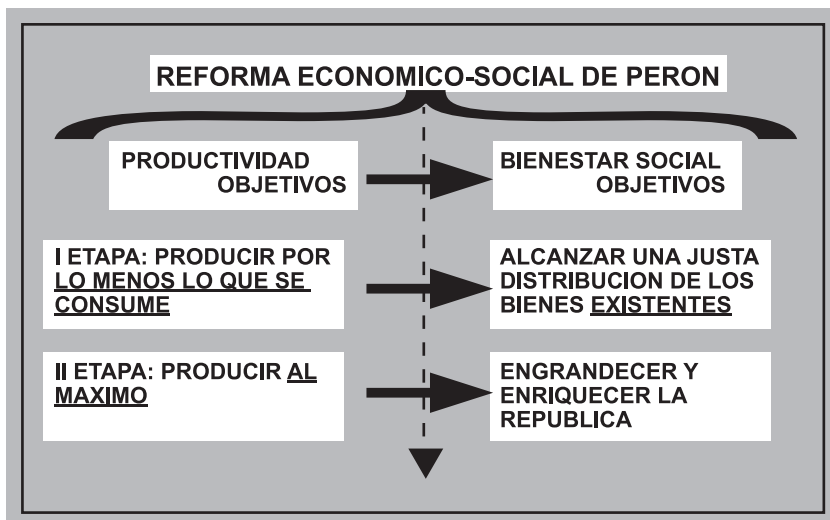 REFORMA ECONOMICO-SOCIAL DE PERON
PRODUCTIVIDAD
OBJETIVOS
BIENESTAR SOCIAL
OBJETIVOS
I ETAPA: PRODUCIR POR
LO MENOS LO QUE SE
CONSUME
ALCANZAR UNA JUSTA
DISTRIBUCION DE LOS
BIENES EXISTENTES
II ETAPA: PRODUCIR AL
MAXIMO
ENGRANDECER Y
ENRIQUECER LA
REPUBLICA